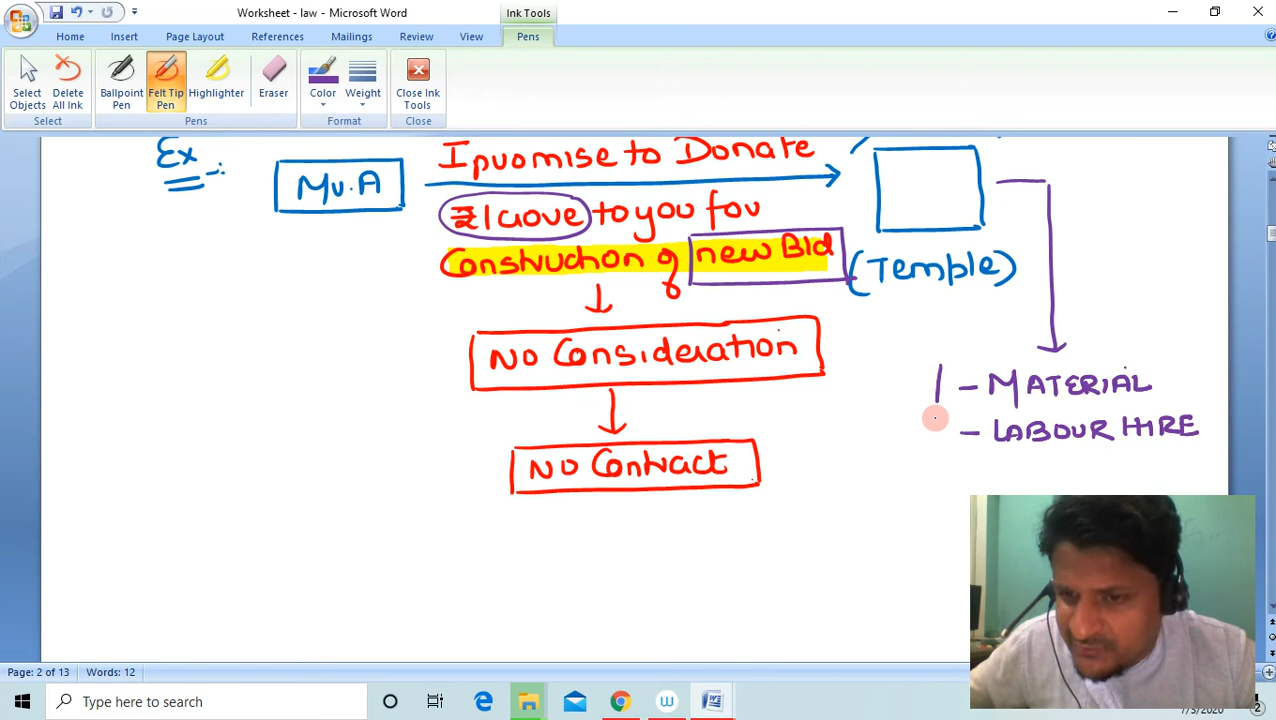 Worksheet - law - Microsoft Word
Ink Tools
Home Insert Page Layout References Mailings Review View Pens
Select Objects
Delete All Ink
Ballpoint Pen
Felt Tip Pen
Highlighter
Eraser
Color
Weight
Close Ink Tools
Select Pens Format Close
Ex
Mr. A
I promise to Donate
1 crore to you for
Construction of new Bld
(Temple)
No Consideration
No Contract
- MATERIAL
- LABOUR HIRE
Page: 2 of 13 Words: 12
Type here to search
2